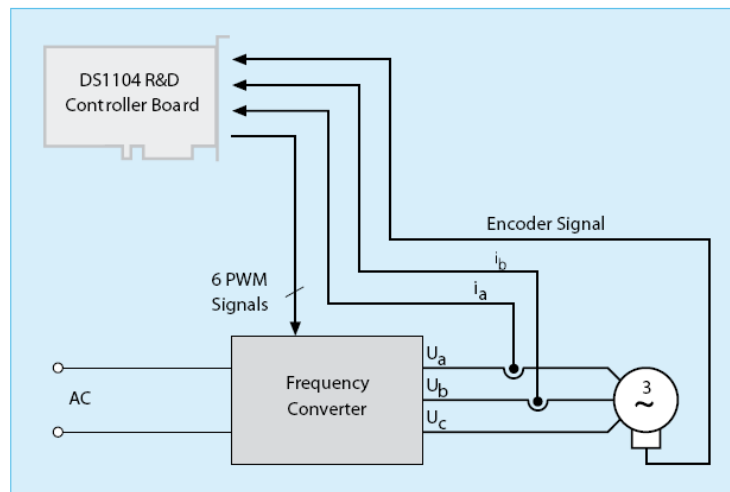 DS1104 R&D
Controller Board
Encoder Signal
i_b
6 PWM
Signals
i_a
U_a
3
~
AC
Frequency
Converter
U_b
U_c